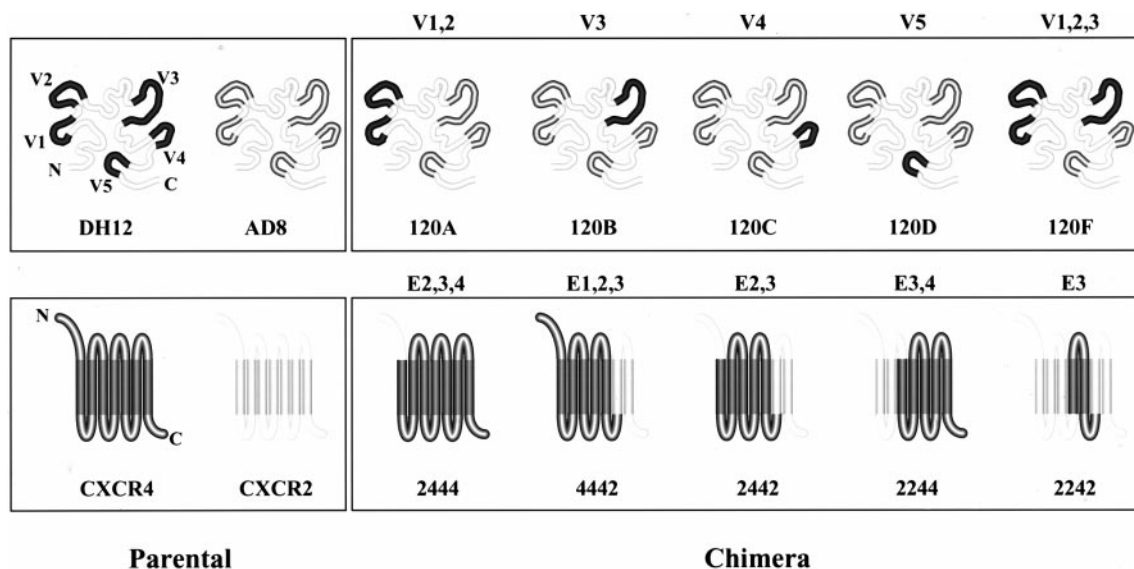 V1,2 V3 V4 V5 V1,2,3
V2 V3
V1 V4
N V5 C
DH12 AD8 120A 120B 120C 120D 120F
E2,3,4 E1,2,3 E2,3 E3,4 E3
N
C
CXCR4 CXCR2 2444 4442 2442 2244 2242
Parental Chimera